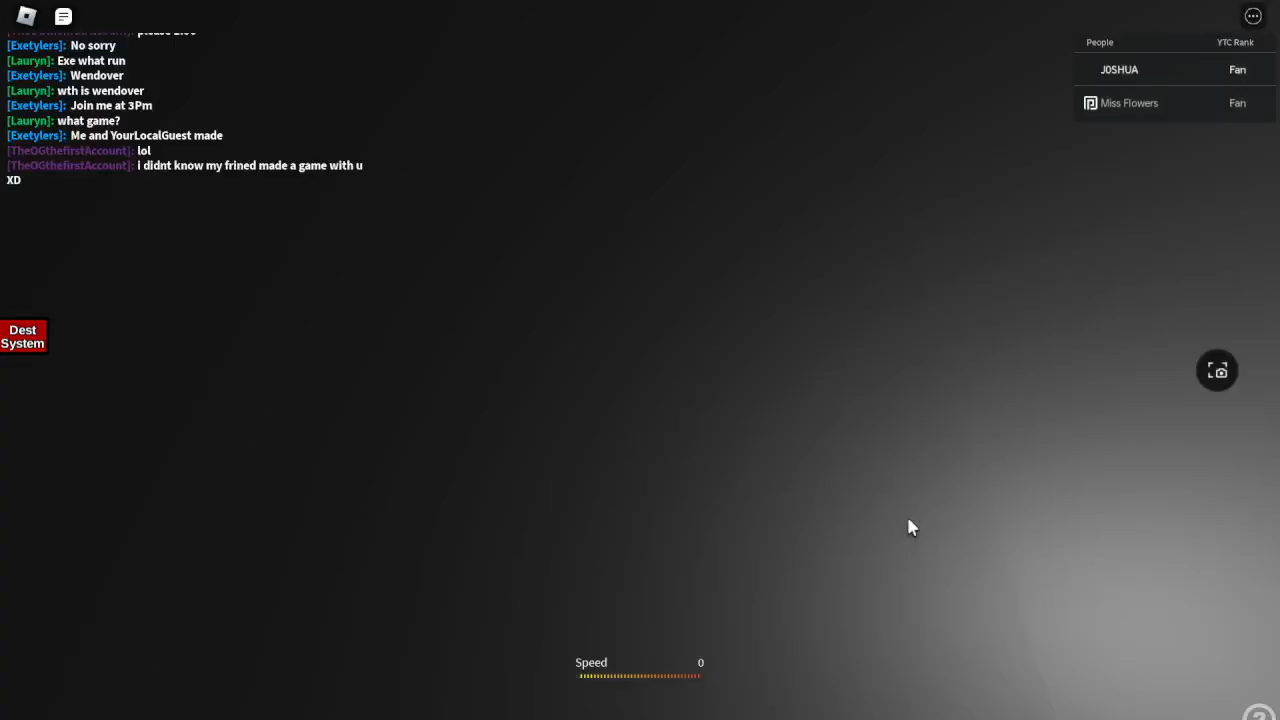 [Exetylers]: No sorry
[Lauryn]: Exe what run
[Exetylers]: Wendover
[Lauryn]: wth is wendover
[Exetylers]: Join me at 3Pm
[Lauryn]: what game?
[Exetylers]: Me and YourLocalGuest made
[TheOGthefirstAccount]: lol
[TheOGthefirstAccount]: i didnt know my frined made a game with u
XD
People YTC Rank
J0SHUA Fan
Miss Flowers Fan
Dest
System
Speed 0